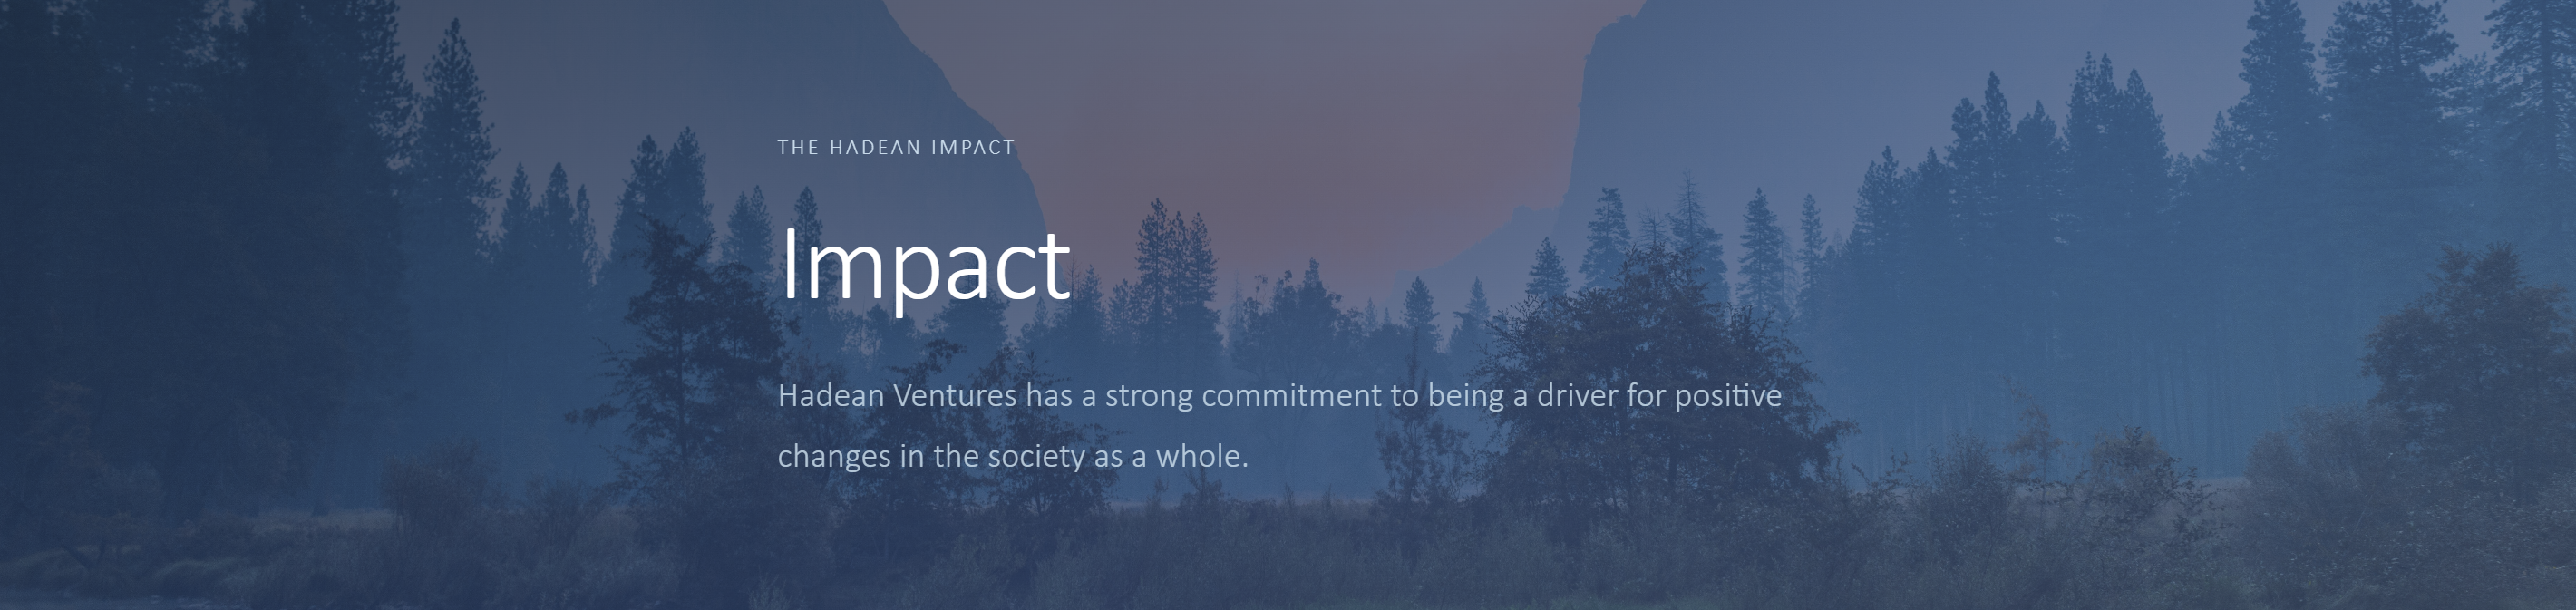 THE HADEAN IMPACT
Impact
Hadean Ventures has a strong commitment to being a driver for positive
changes in the society as a whole.